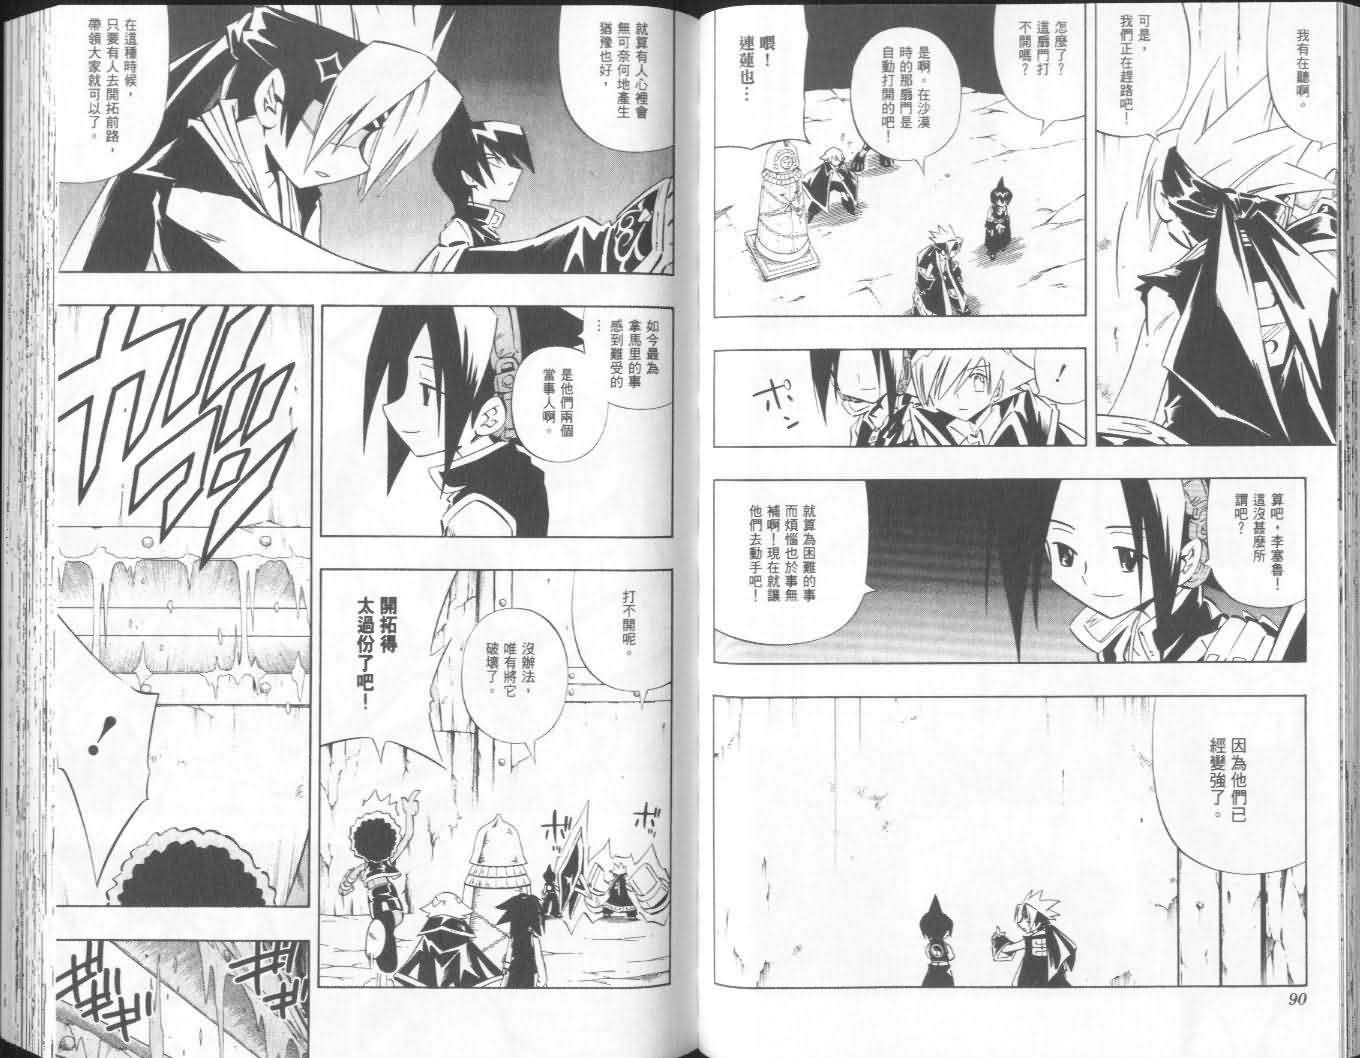 我有在聽啊。
可是，
我們正在趕路吧！
怎麼了？
這扇門打
不開嗎？
是啊。在沙漠
時的那扇門是
自動打開的吧！
喂！
連蓮也…
！
ポン
算吧，李塞魯！
這沒甚麼所
謂吧？
就算為困難的事
而煩惱也於事無
補啊！現在就讓
他們去動手吧！
因為他們已
經變強了。
90
就算有人心裡會
無可奈何地產生
猶豫也好，
在這種時候，
只要有人去開拓前路，
帶領大家就可以了。
如今最為
拿馬里的事
感到難受的
…
是他們兩個
當事人啊。
打不開呢。
沒辦法，
唯有將它
破壞了。
開拓得
太過份了吧！
ボ
ボ
！